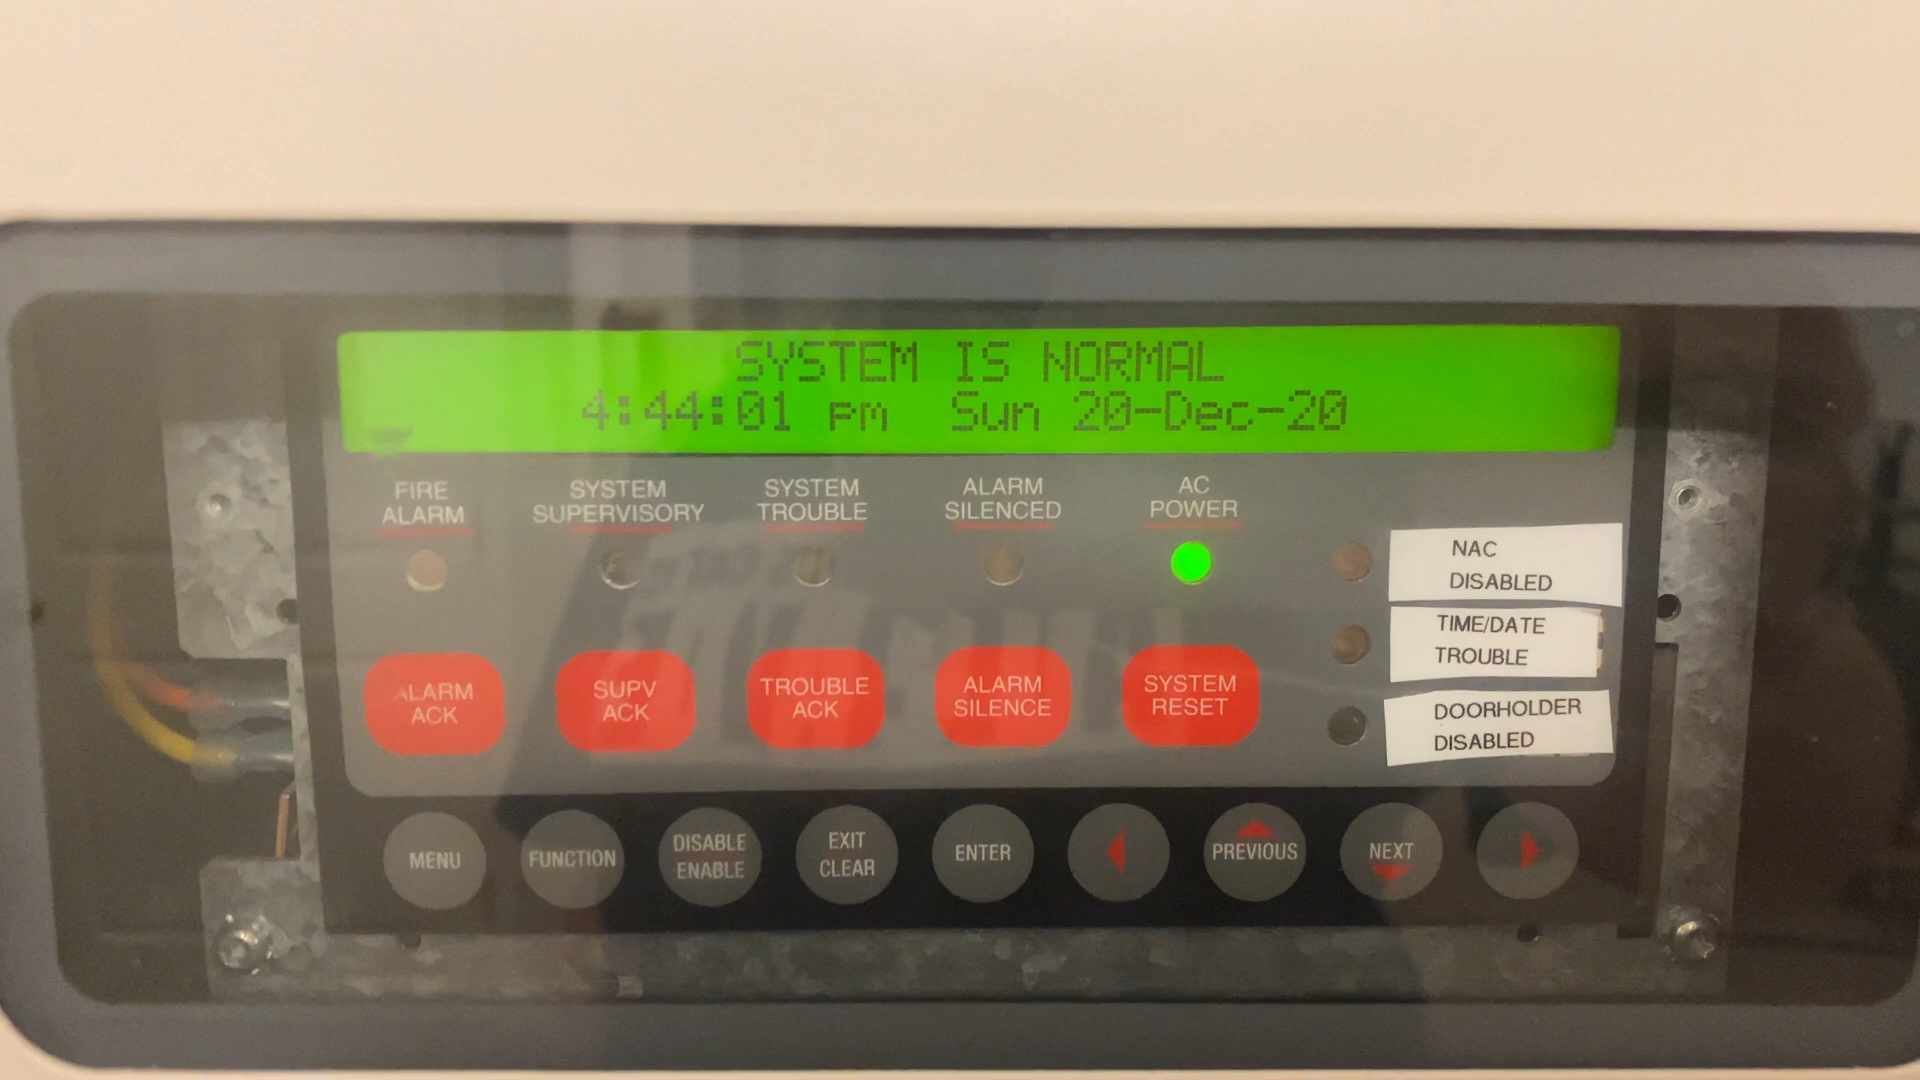 SYSTEM IS NORMAL
4:44:01 pm Sun 20-Dec-20
FIRE
ALARM
SYSTEM
SUPERVISORY
SYSTEM
TROUBLE
ALARM
SILENCED
AC
POWER
NAC
DISABLED
TIME/DATE
TROUBLE
DOORHOLDER
DISABLED
ALARM
ACK
SUPV
ACK
TROUBLE
ACK
ALARM
SILENCE
SYSTEM
RESET
MENU
FUNCTION
DISABLE
ENABLE
EXIT
CLEAR
ENTER
PREVIOUS
NEXT